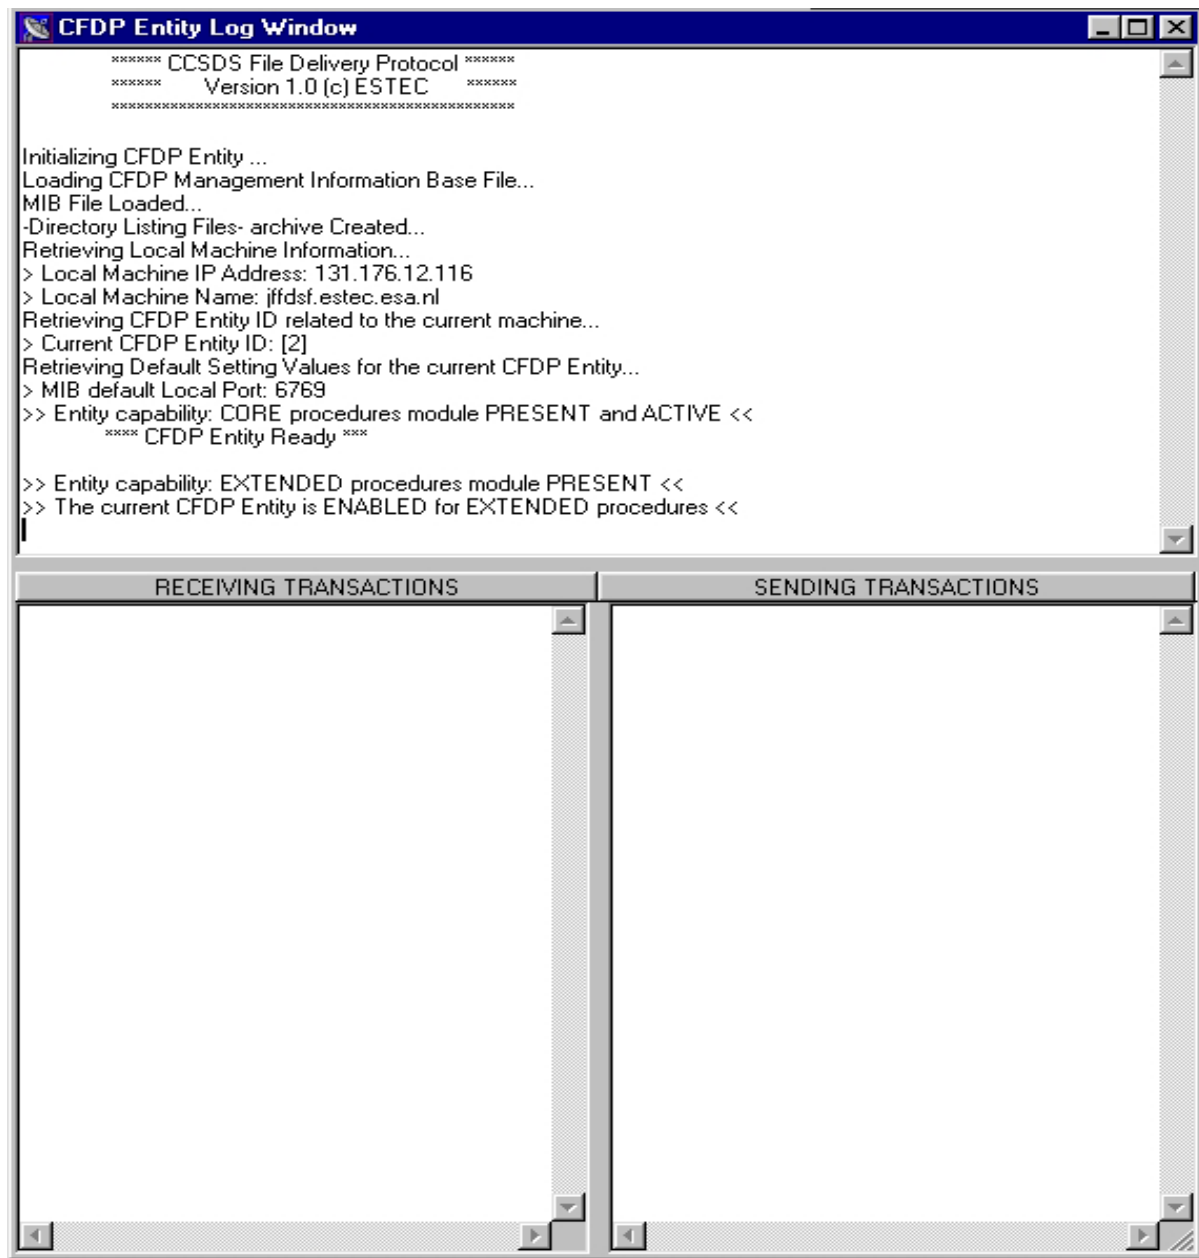 CFDP Entity Log Window
****** CCSDS File Delivery Protocol ******
****** Version 1.0 (c) ESTEC ******
************************************************
Initializing CFDP Entity ...
Loading CFDP Management Information Base File...
MIB File Loaded...
-Directory Listing Files- archive Created...
Retrieving Local Machine Information...
> Local Machine IP Address: 131.176.12.116
> Local Machine Name: jffdsf.estec.esa.nl
Retrieving CFDP Entity ID related to the current machine...
> Current CFDP Entity ID: [2]
Retrieving Default Setting Values for the current CFDP Entity...
> MIB default Local Port: 6769
>> Entity capability: CORE procedures module PRESENT and ACTIVE <<
**** CFDP Entity Ready ***
>> Entity capability: EXTENDED procedures module PRESENT <<
>> The current CFDP Entity is ENABLED for EXTENDED procedures <<
RECEIVING TRANSACTIONS
SENDING TRANSACTIONS